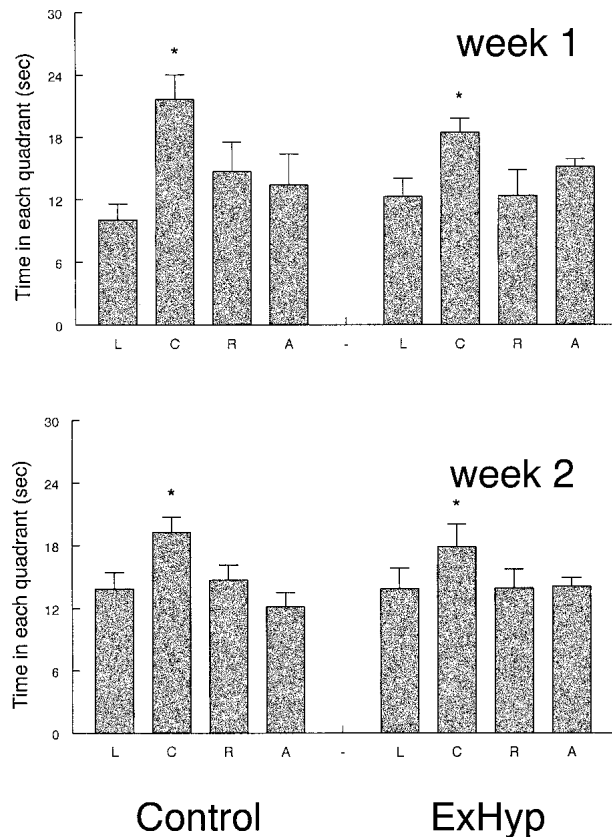 week 1
Time in each quadrant (sec)
30
24
18
12
6
0
*
*
L C R A - L C R A
week 2
Time in each quadrant (sec)
30
24
18
12
6
0
*
*
L C R A - L C R A
Control ExHyp